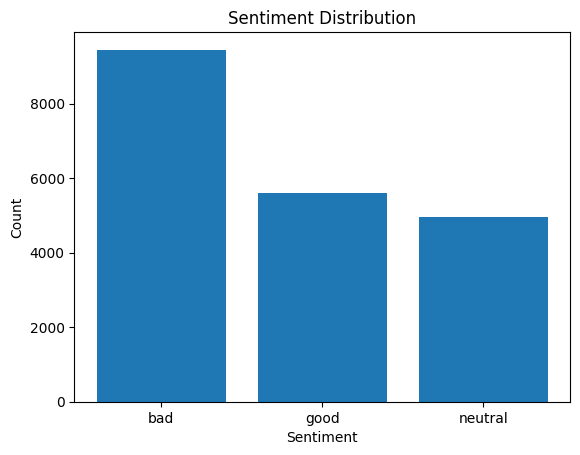 Sentiment Distribution
Count
8000
6000
4000
2000
0
bad good neutral
Sentiment